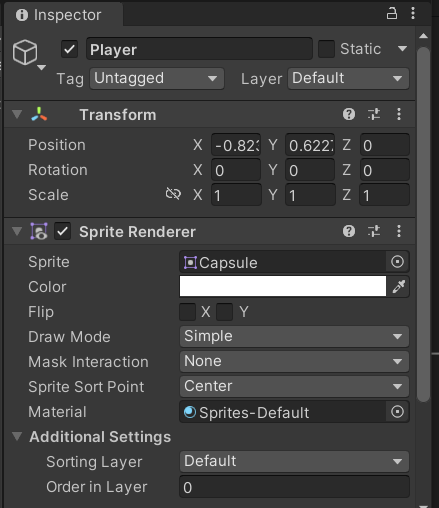 Inspector
Player Static
Tag Untagged Layer Default
Transform
Position X -0.823 Y 0.6227 Z 0
Rotation X 0 Y 0 Z 0
Scale X 1 Y 1 Z 1
Sprite Renderer
Sprite Capsule
Color
Flip X Y
Draw Mode Simple
Mask Interaction None
Sprite Sort Point Center
Material Sprites-Default
Additional Settings
Sorting Layer Default
Order in Layer 0